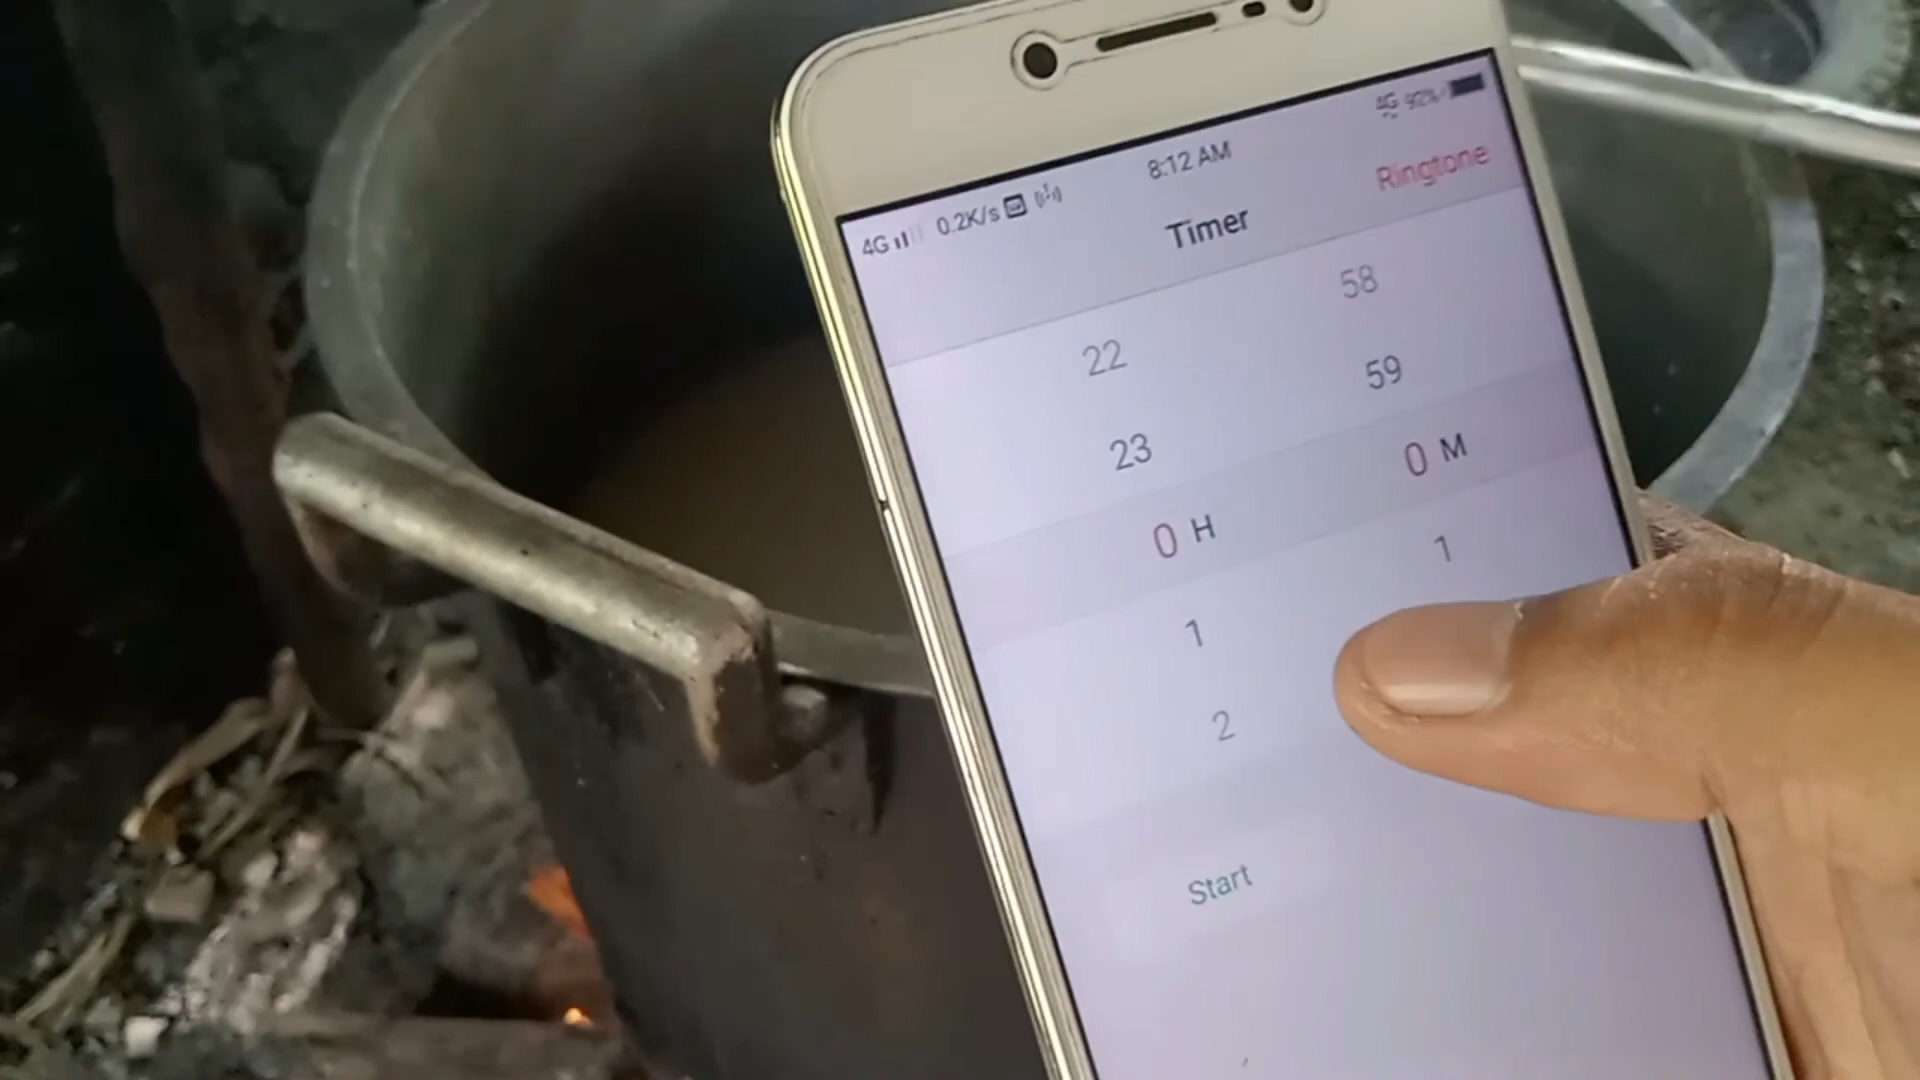 4G 0.2K/s 8:12 AM 4G 92%
Timer Ringtone
22 58
23 59
0 H 0 M
1 1
2
Start